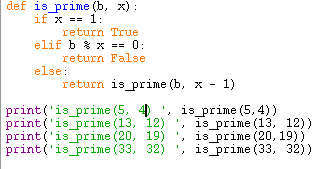 def is_prime(b, x):
    if x == 1:
        return True
    elif b % x == 0:
        return False
    else:
        return is_prime(b, x - 1)

print('is_prime(5, 4) ', is_prime(5,4))
print('is_prime(13, 12) ', is_prime(13, 12))
print('is_prime(20, 19) ', is_prime(20,19))
print('is_prime(33, 32) ', is_prime(33, 32))